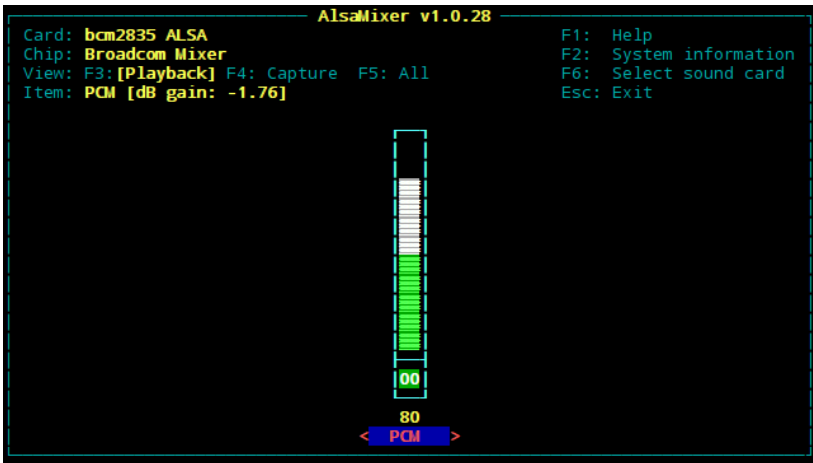 AlsaMixer v1.0.28
Card: bcm2835 ALSA F1: Help
Chip: Broadcom Mixer F2: System information
View: F3:[Playback] F4: Capture F5: All F6: Select sound card
Item: PCM [dB gain: -1.76] Esc: Exit
00
80
< PCM >